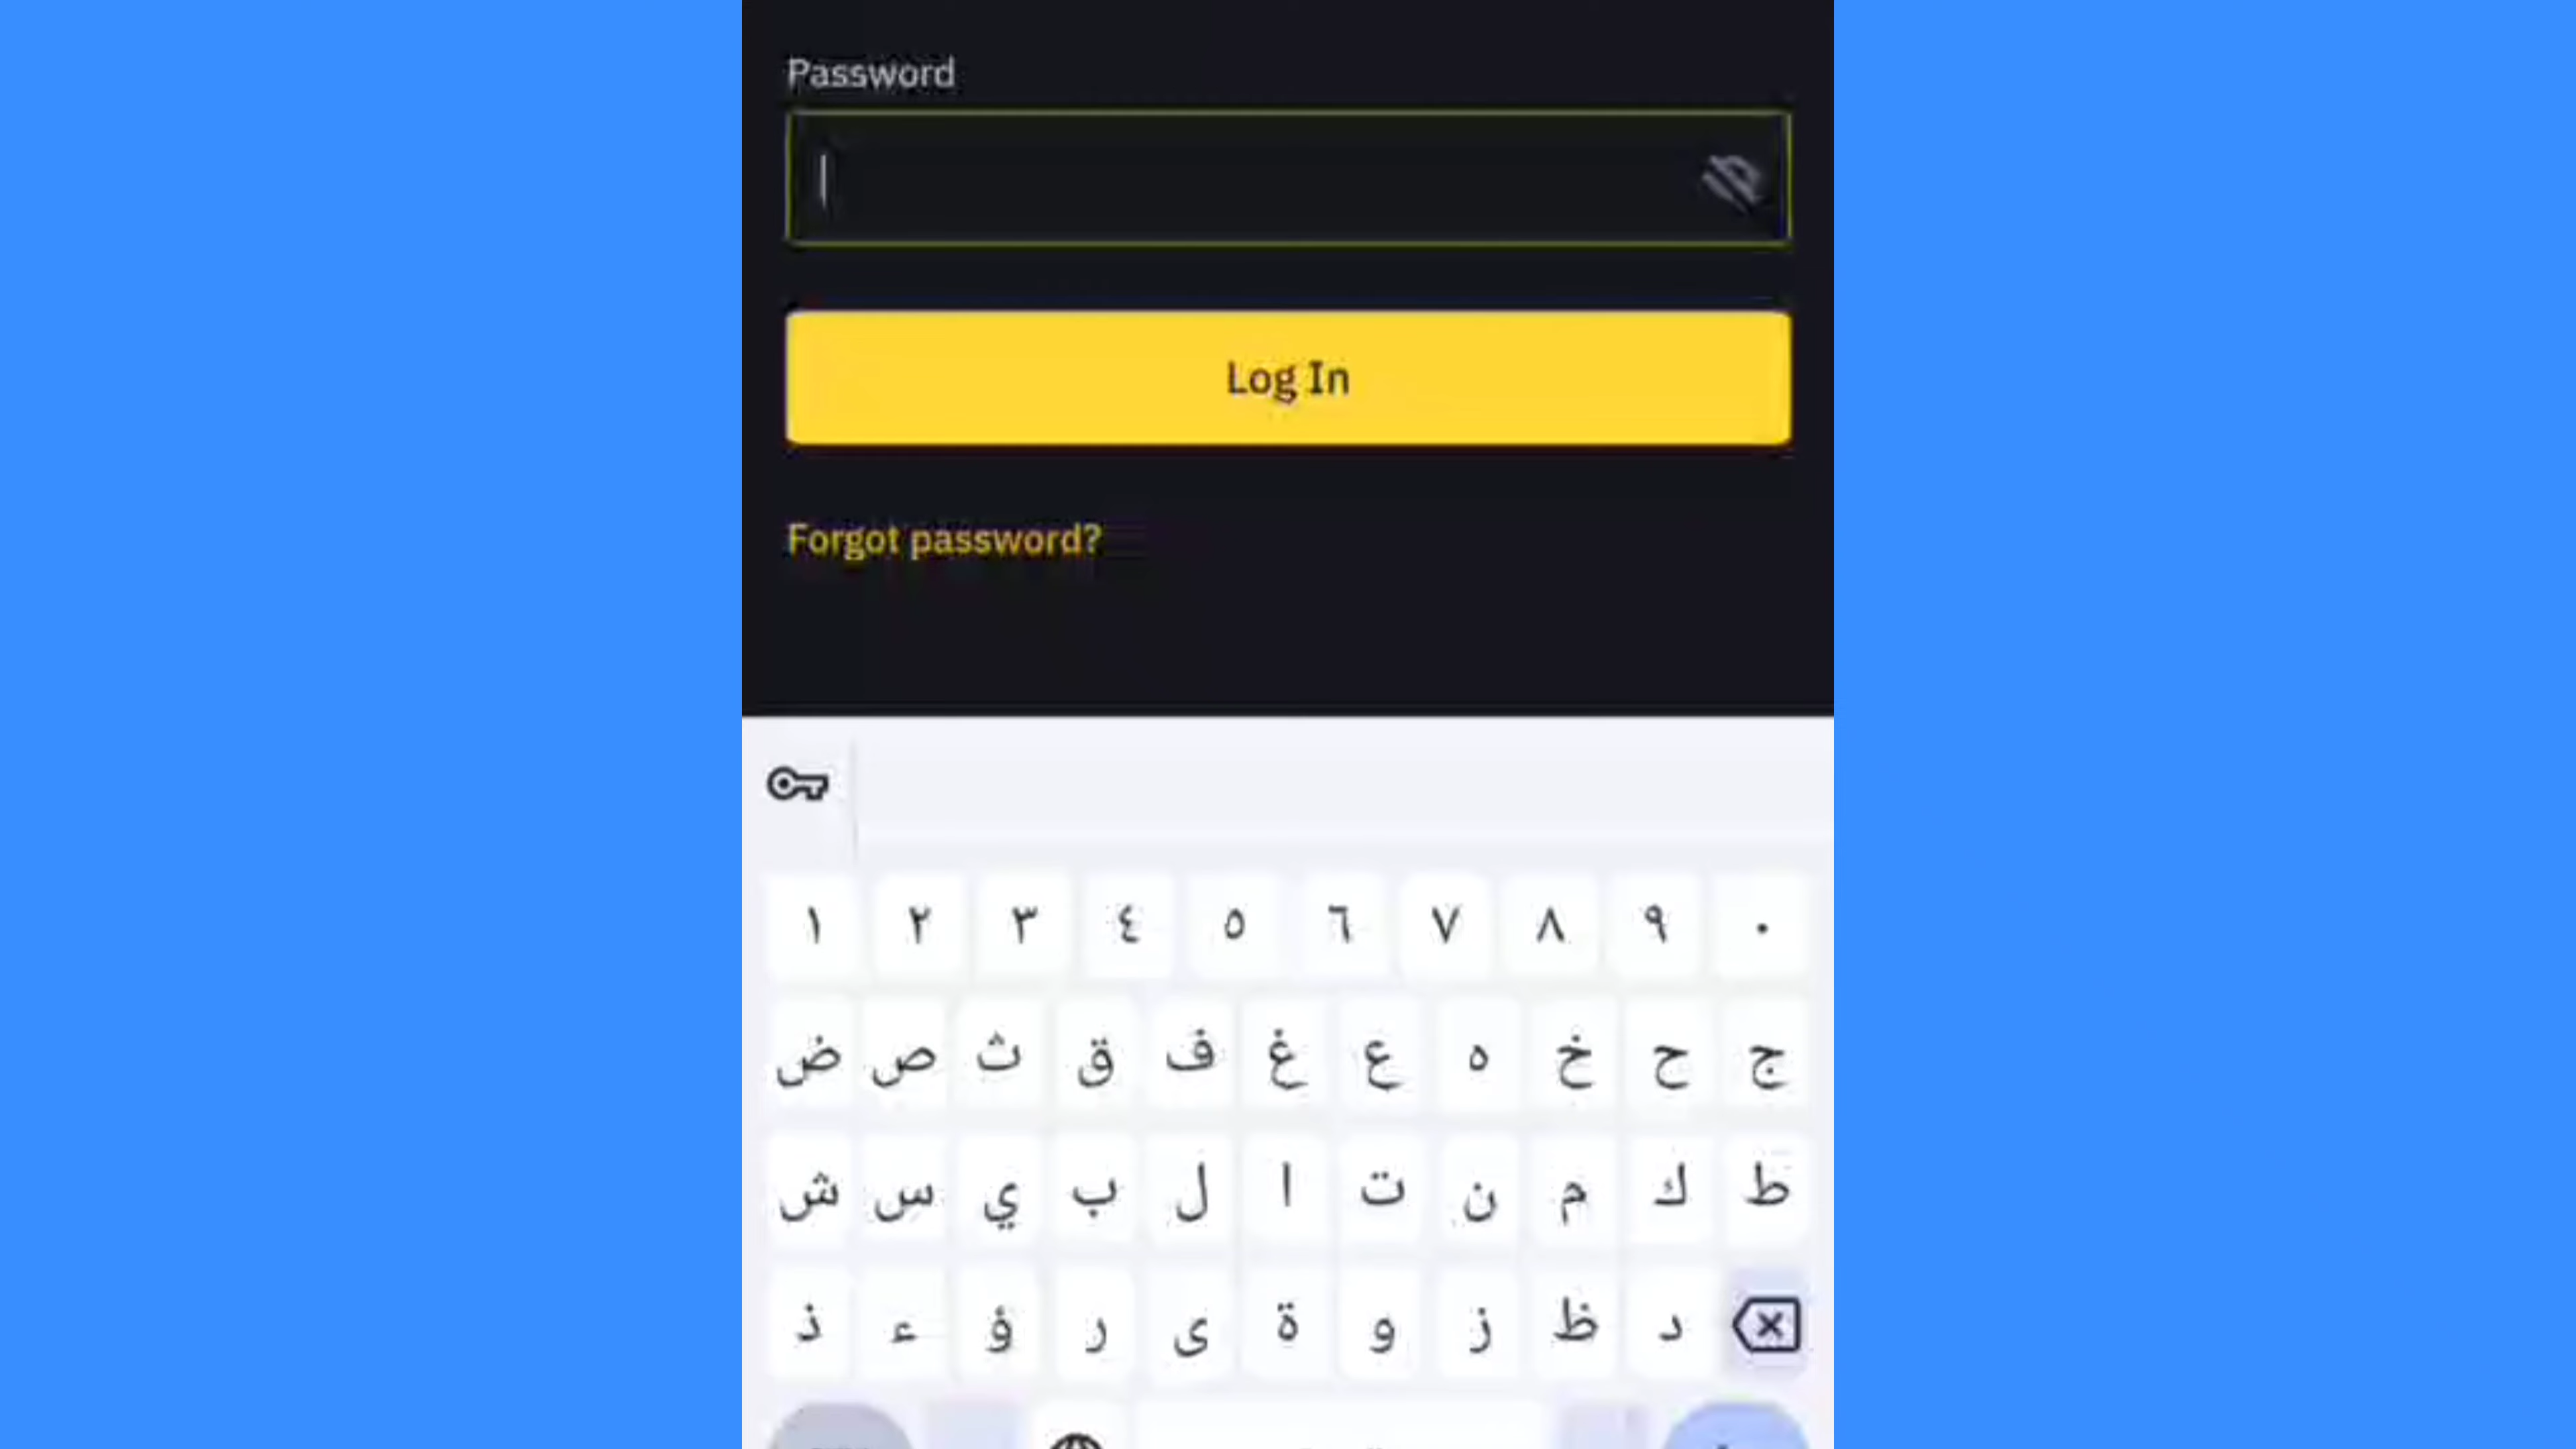 Password
Log In
Forgot password?
١ ٢ ٣ ٤ ٥ ٦ ٧ ٨ ٩ ٠
ض ص ث ق ف غ ع ه خ ح ج
ش س ي ب ل ا ت ن م ك ط
ذ ء ؤ ر ى ة و ز ظ د